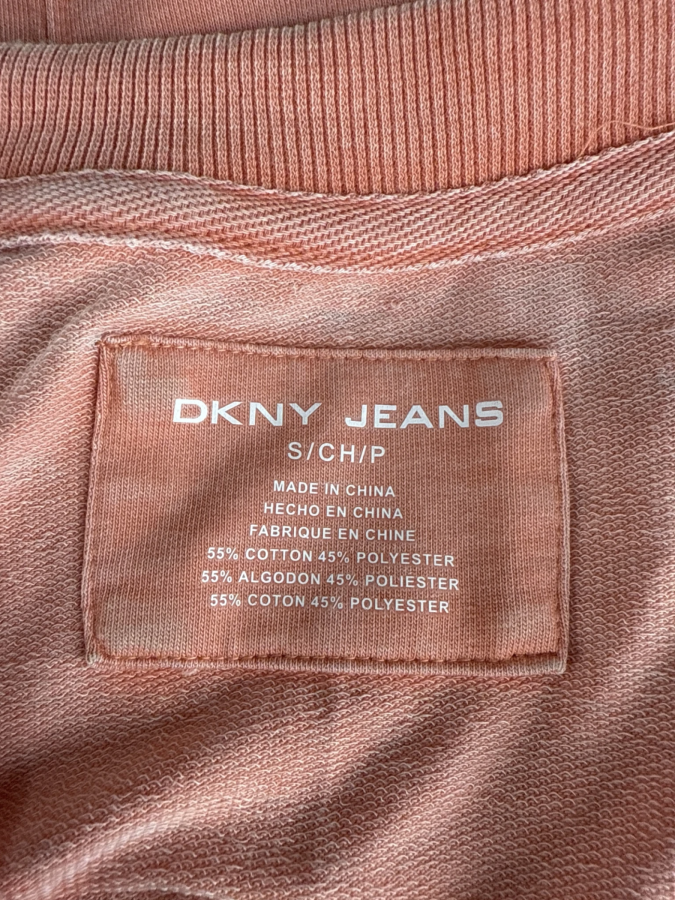 DKNY JEANS
S/CH/P
MADE IN CHINA
HECHO EN CHINA
FABRIQUE EN CHINE
55% COTTON 45% POLYESTER
55% ALGODON 45% POLIESTER
55% COTON 45% POLYESTER